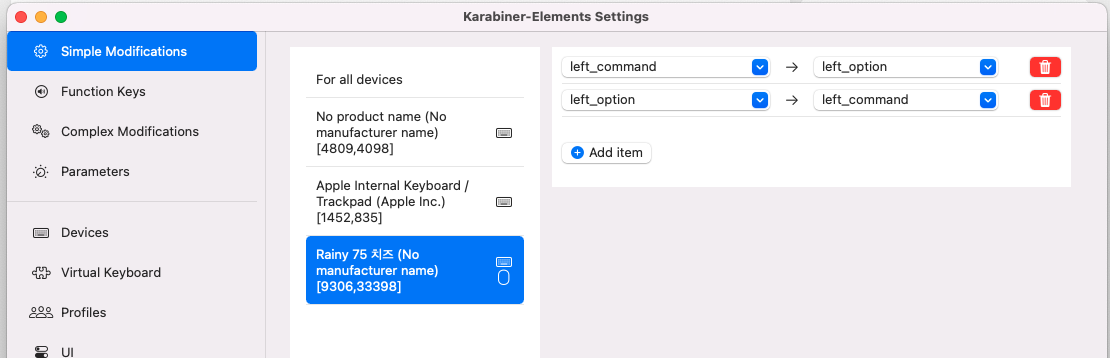 Karabiner-Elements Settings
Simple Modifications
Function Keys
Complex Modifications
Parameters
Devices
Virtual Keyboard
Profiles
UI
For all devices
No product name (No
manufacturer name)
[4809,4098]
Apple Internal Keyboard /
Trackpad (Apple Inc.)
[1452,835]
Rainy 75 치즈 (No
manufacturer name)
[9306,33398]
left_command → left_option
left_option → left_command
Add item